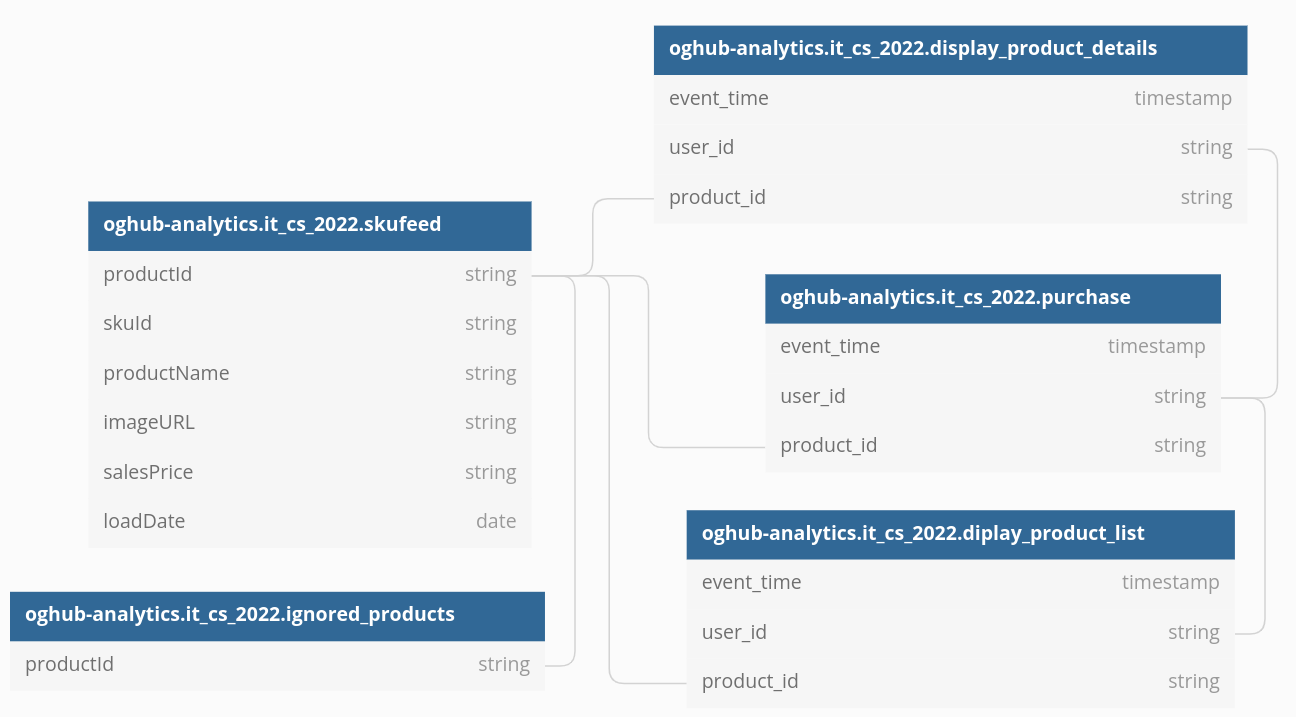 oghub-analytics.it_cs_2022.display_product_details
event_time timestamp
user_id string
product_id string
oghub-analytics.it_cs_2022.skufeed
productId string
skuId string
productName string
imageURL string
salesPrice string
loadDate date
oghub-analytics.it_cs_2022.purchase
event_time timestamp
user_id string
product_id string
oghub-analytics.it_cs_2022.diplay_product_list
event_time timestamp
user_id string
product_id string
oghub-analytics.it_cs_2022.ignored_products
productId string